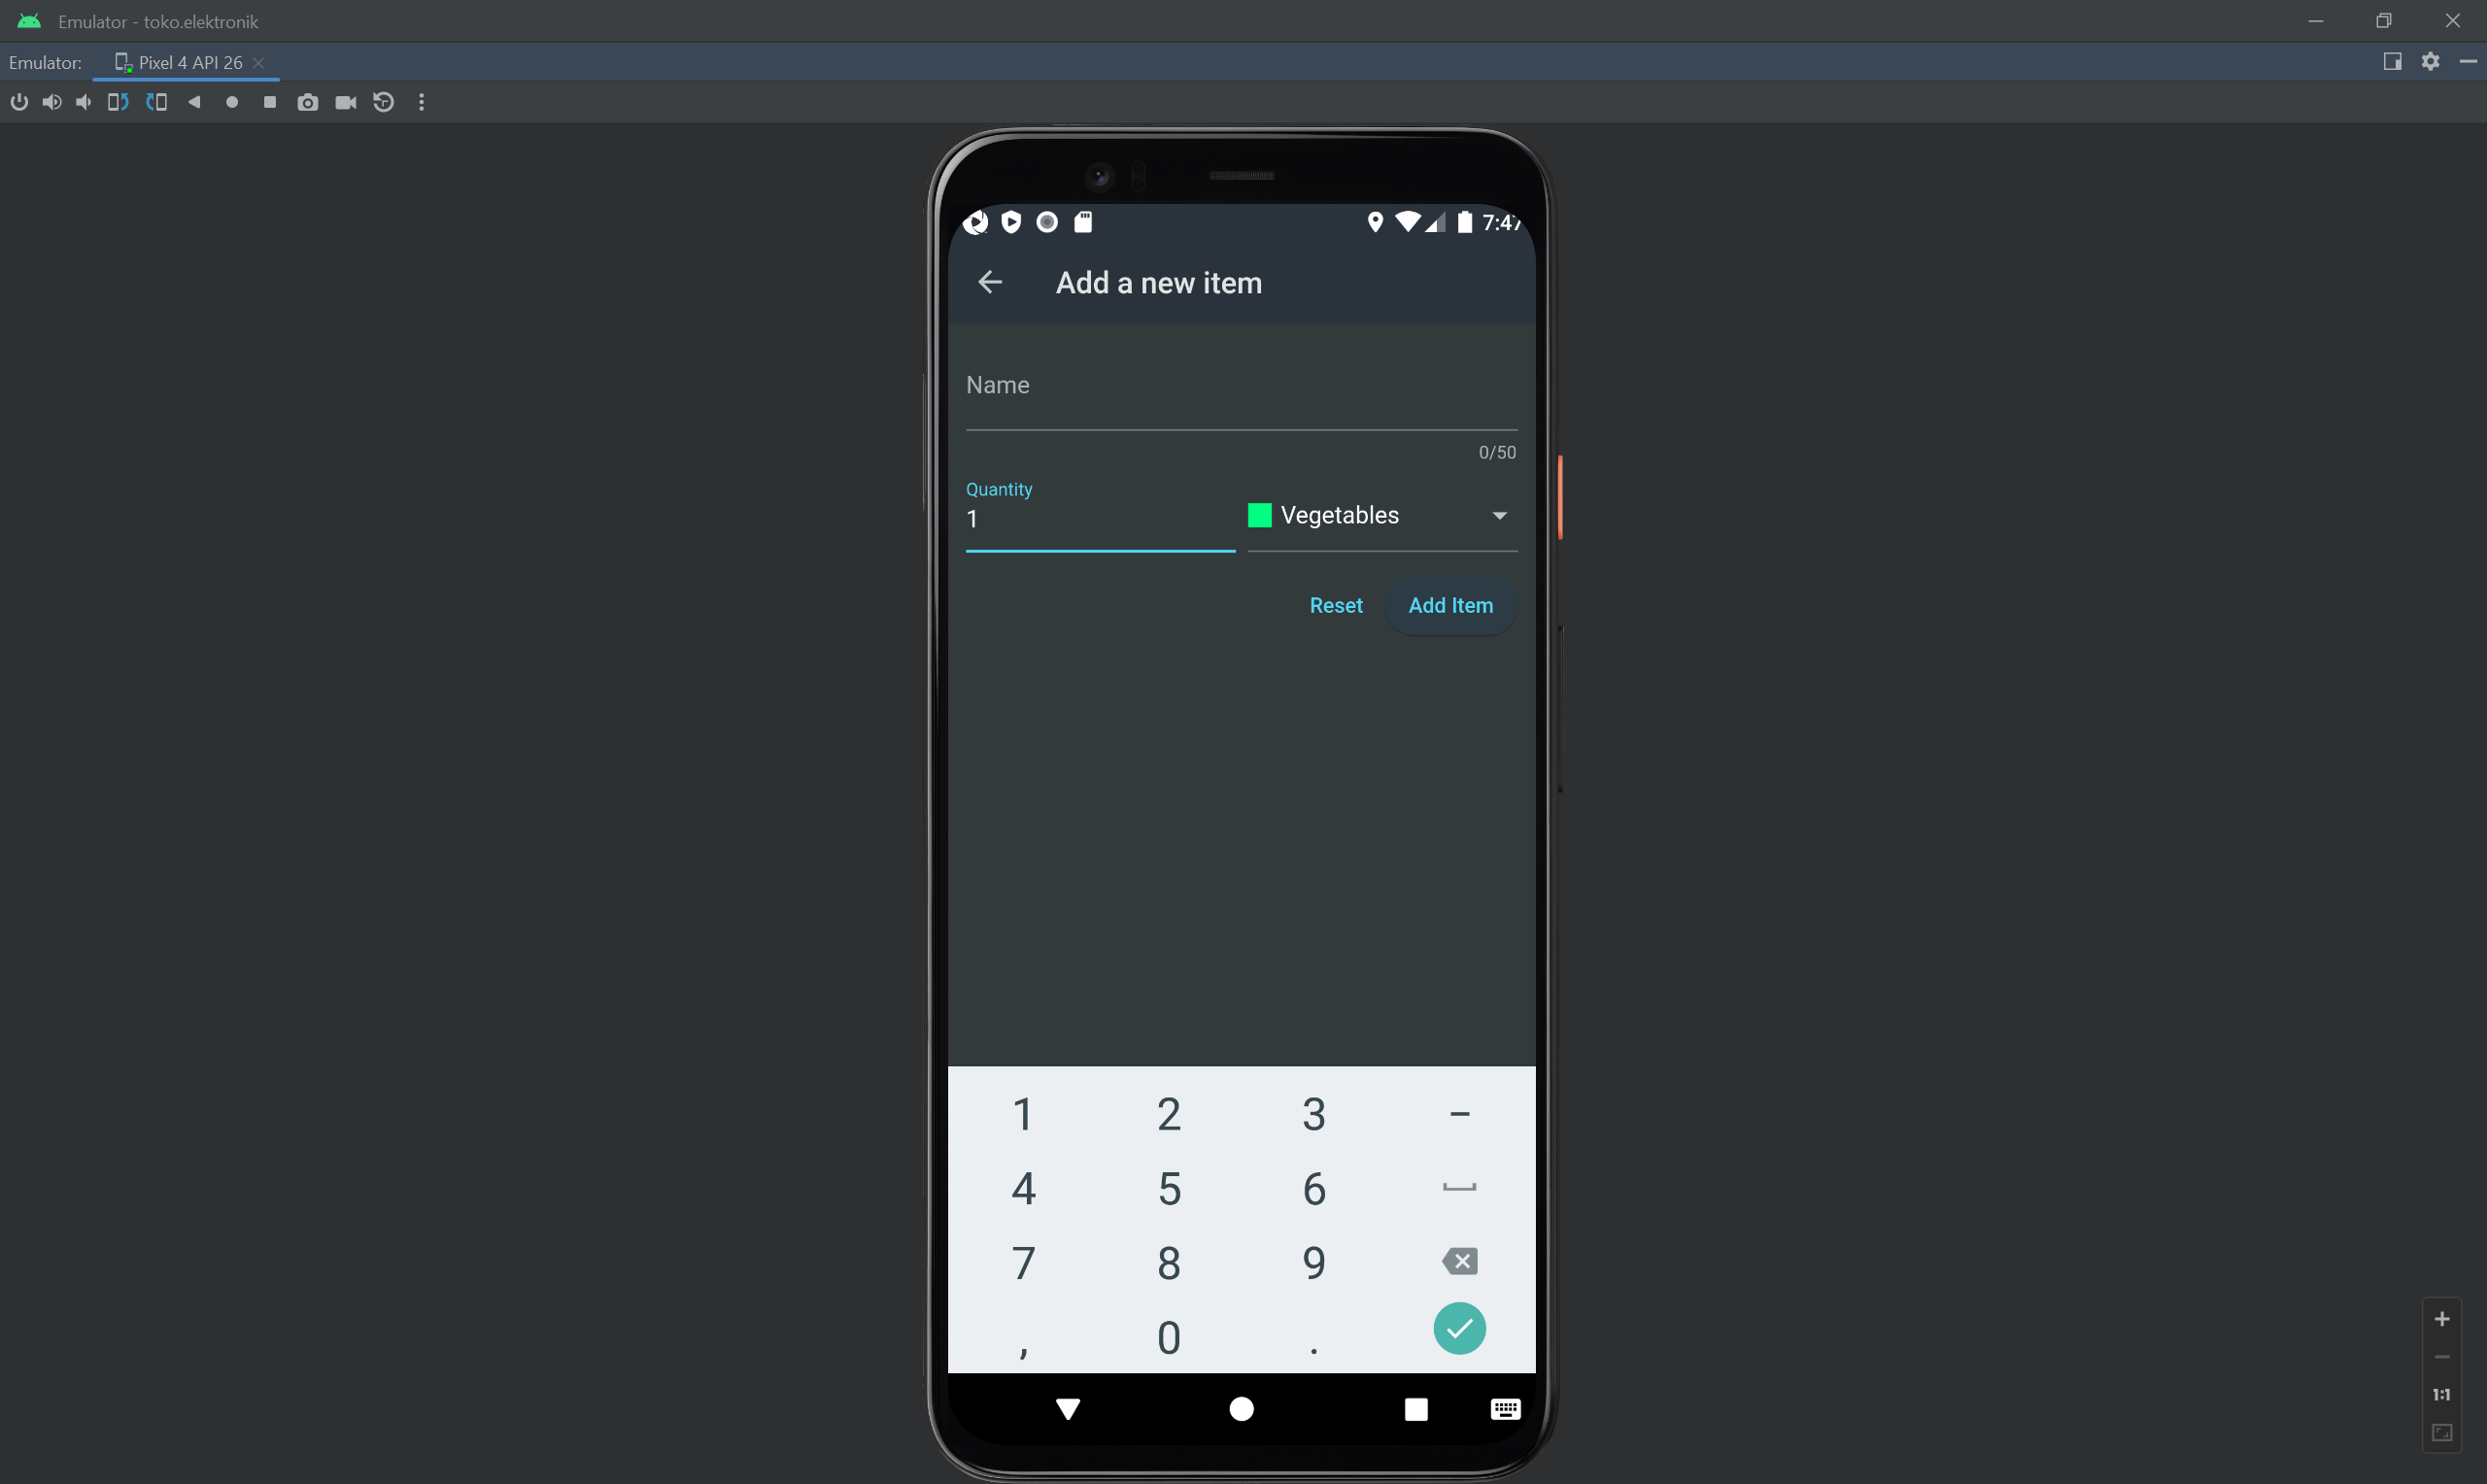 Emulator - toko.elektronik
Emulator: Pixel 4 API 26
7:47
Add a new item
Name
0/50
Quantity
1
Vegetables
Reset Add Item
1 2 3 –
4 5 6
7 8 9
, 0 .
1:1